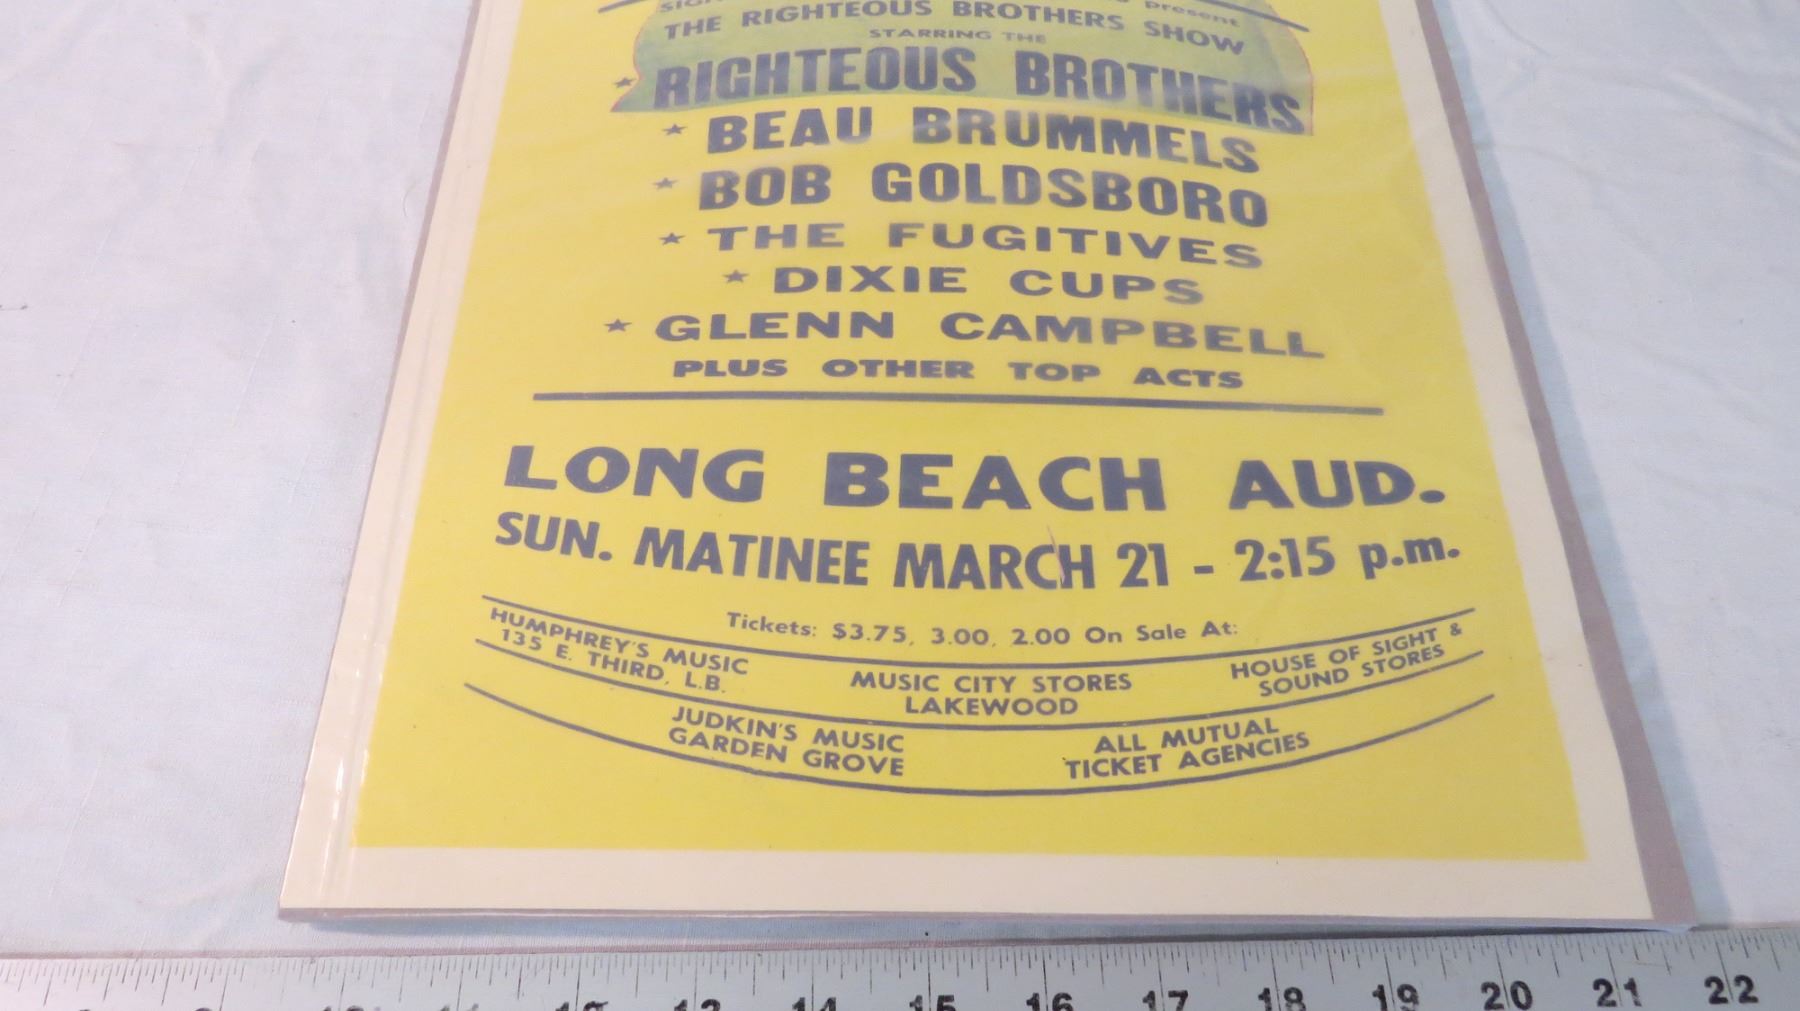 present
THE RIGHTEOUS BROTHERS SHOW
STARRING THE
★ RIGHTEOUS BROTHERS
★ BEAU BRUMMELS
★ BOB GOLDSBORO
★ THE FUGITIVES
★ DIXIE CUPS
★ GLENN CAMPBELL
PLUS OTHER TOP ACTS
LONG BEACH AUD.
SUN. MATINEE MARCH 21 - 2:15 p.m.
Tickets: $3.75, 3.00, 2.00 On Sale At:
HUMPHREY'S MUSIC
135 E. THIRD, L.B.
MUSIC CITY STORES
LAKEWOOD
HOUSE OF SIGHT &
SOUND STORES
JUDKIN'S MUSIC
GARDEN GROVE
ALL MUTUAL
TICKET AGENCIES
13 14 15 16 17 18 19 20 21 22